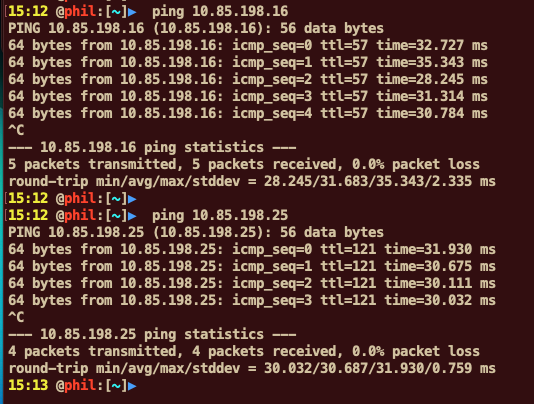 15:12 @phil:[~]▶  ping 10.85.198.16
PING 10.85.198.16 (10.85.198.16): 56 data bytes
64 bytes from 10.85.198.16: icmp_seq=0 ttl=57 time=32.727 ms
64 bytes from 10.85.198.16: icmp_seq=1 ttl=57 time=35.343 ms
64 bytes from 10.85.198.16: icmp_seq=2 ttl=57 time=28.245 ms
64 bytes from 10.85.198.16: icmp_seq=3 ttl=57 time=31.314 ms
64 bytes from 10.85.198.16: icmp_seq=4 ttl=57 time=30.784 ms
^C
--- 10.85.198.16 ping statistics ---
5 packets transmitted, 5 packets received, 0.0% packet loss
round-trip min/avg/max/stddev = 28.245/31.683/35.343/2.335 ms
15:12 @phil:[~]▶
15:12 @phil:[~]▶  ping 10.85.198.25
PING 10.85.198.25 (10.85.198.25): 56 data bytes
64 bytes from 10.85.198.25: icmp_seq=0 ttl=121 time=31.930 ms
64 bytes from 10.85.198.25: icmp_seq=1 ttl=121 time=30.675 ms
64 bytes from 10.85.198.25: icmp_seq=2 ttl=121 time=30.111 ms
64 bytes from 10.85.198.25: icmp_seq=3 ttl=121 time=30.032 ms
^C
--- 10.85.198.25 ping statistics ---
4 packets transmitted, 4 packets received, 0.0% packet loss
round-trip min/avg/max/stddev = 30.032/30.687/31.930/0.759 ms
15:13 @phil:[~]▶